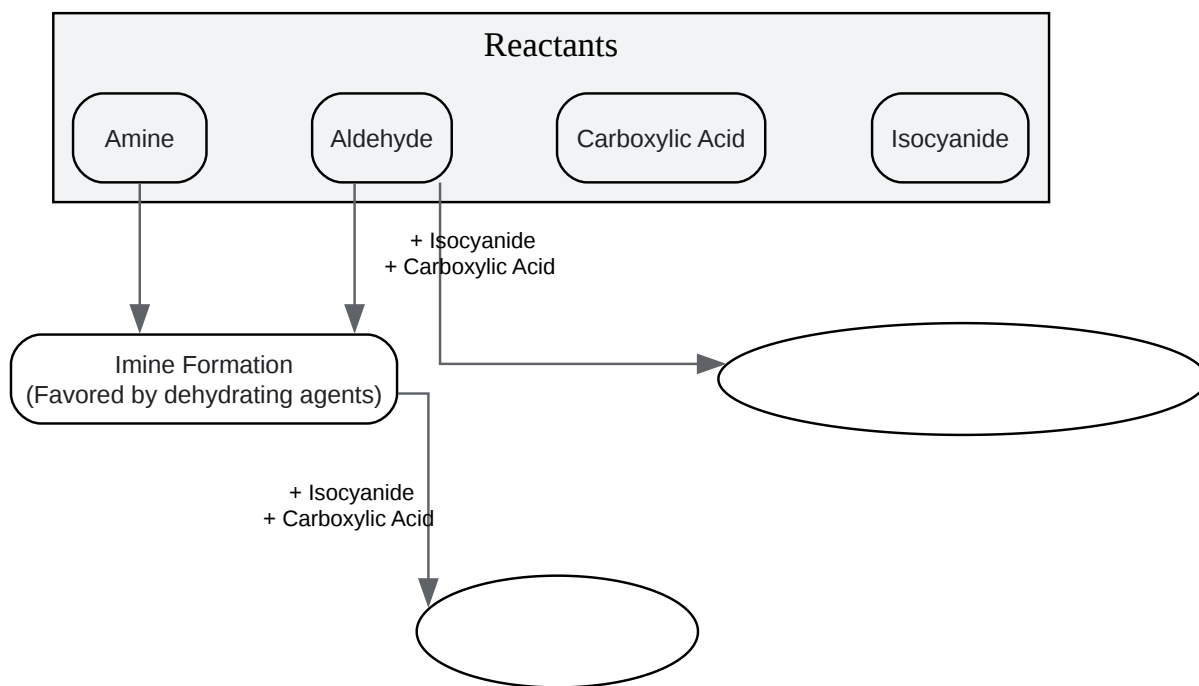 Reactants
Amine
Aldehyde
Carboxylic Acid
Isocyanide
+ Isocyanide
+ Carboxylic Acid
Imine Formation
(Favored by dehydrating agents)
+ Isocyanide
+ Carboxylic Acid